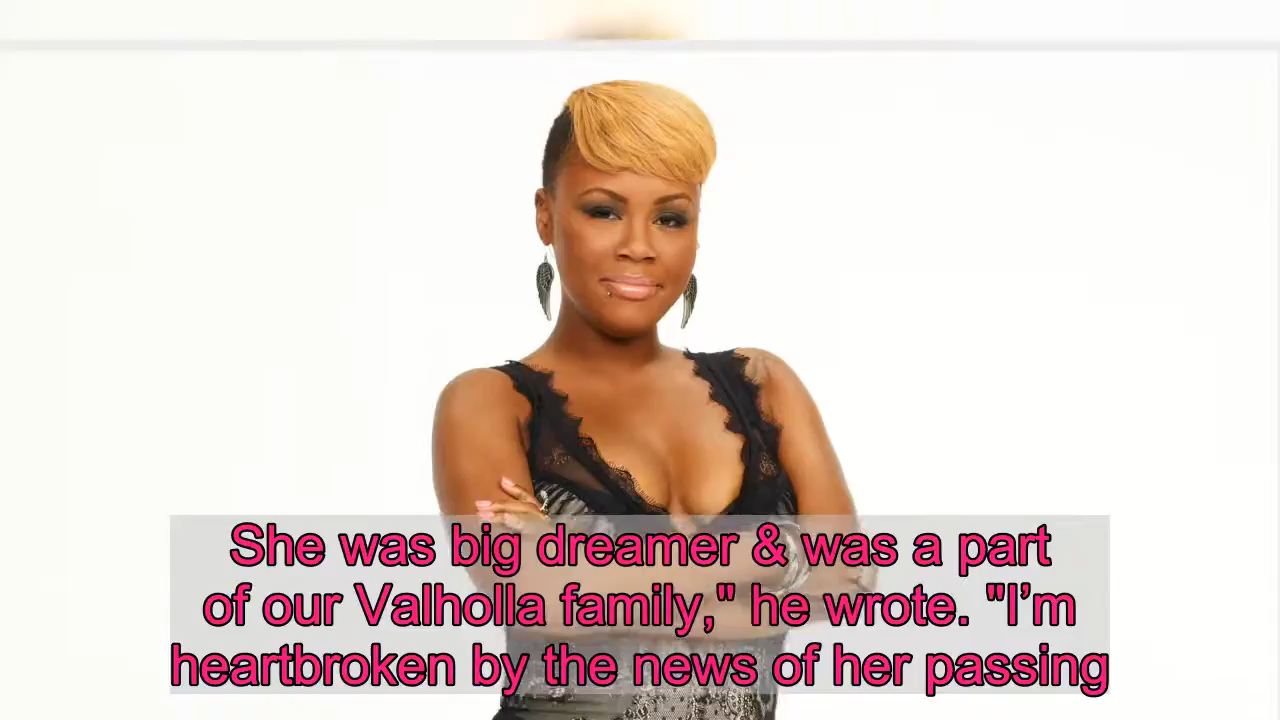 She was big dreamer & was a part
of our Valholla family," he wrote. "I’m
heartbroken by the news of her passing